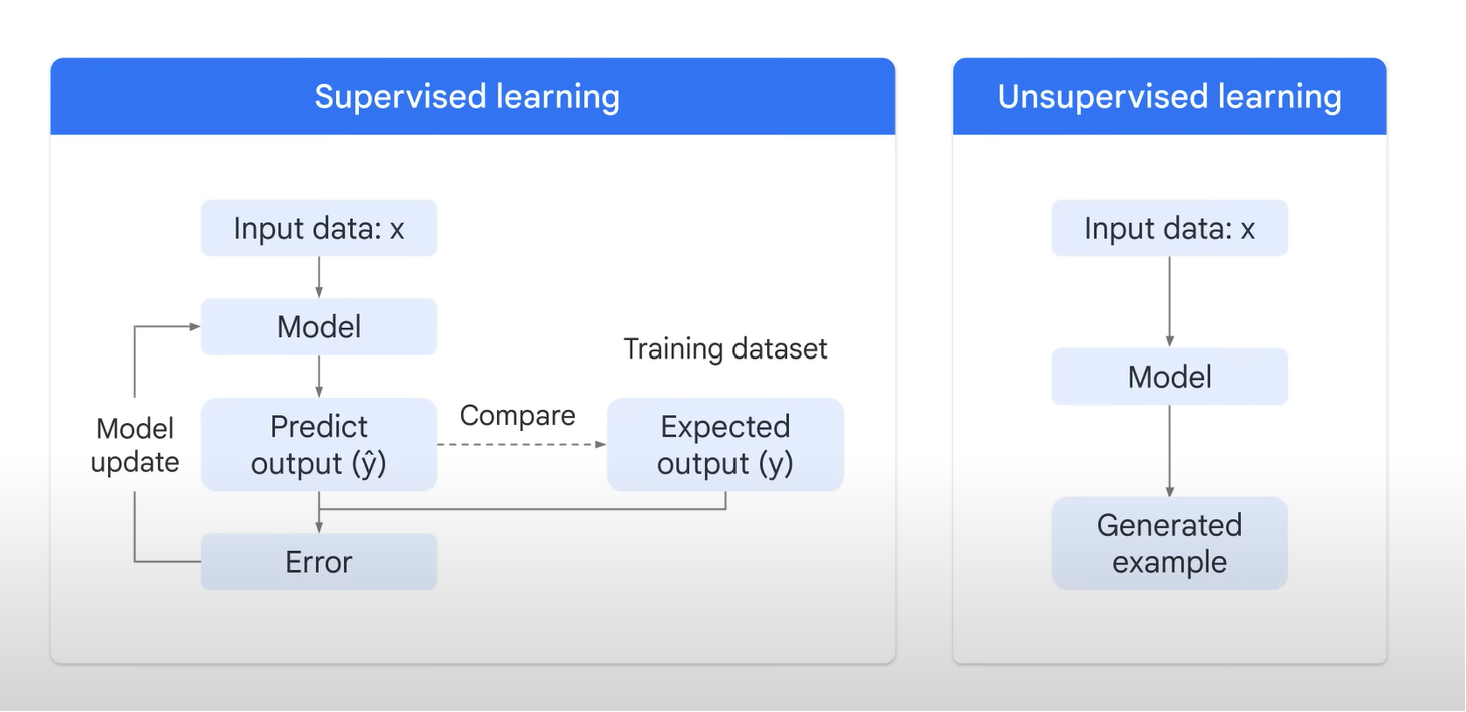 Supervised learning
Input data: x
Model
Training dataset
Model
update
Predict
output (ŷ)
Compare
Expected
output (y)
Error
Unsupervised learning
Input data: x
Model
Generated
example